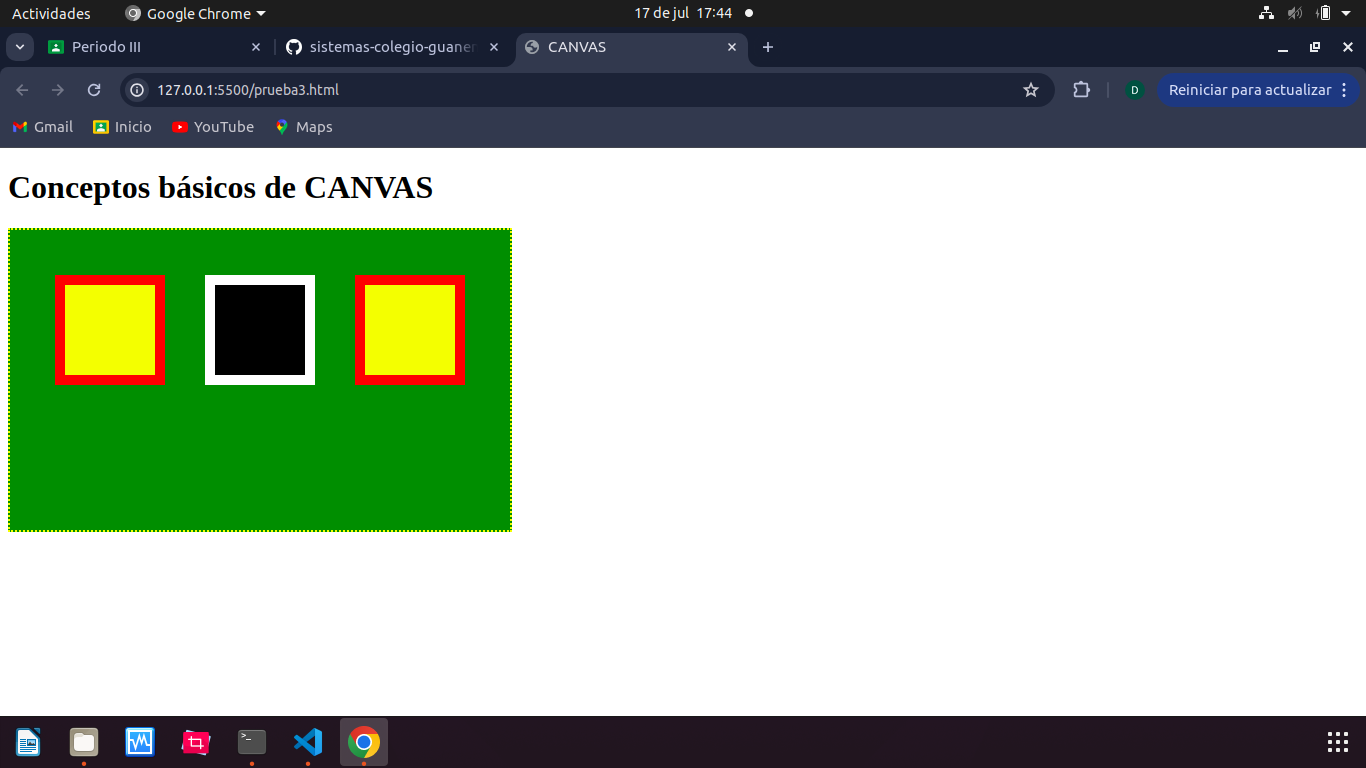 Actividades Google Chrome 17 de jul 17:44
Periodo III sistemas-colegio-guaner CANVAS
127.0.0.1:5500/prueba3.html D Reiniciar para actualizar
Gmail Inicio YouTube Maps
Conceptos básicos de CANVAS